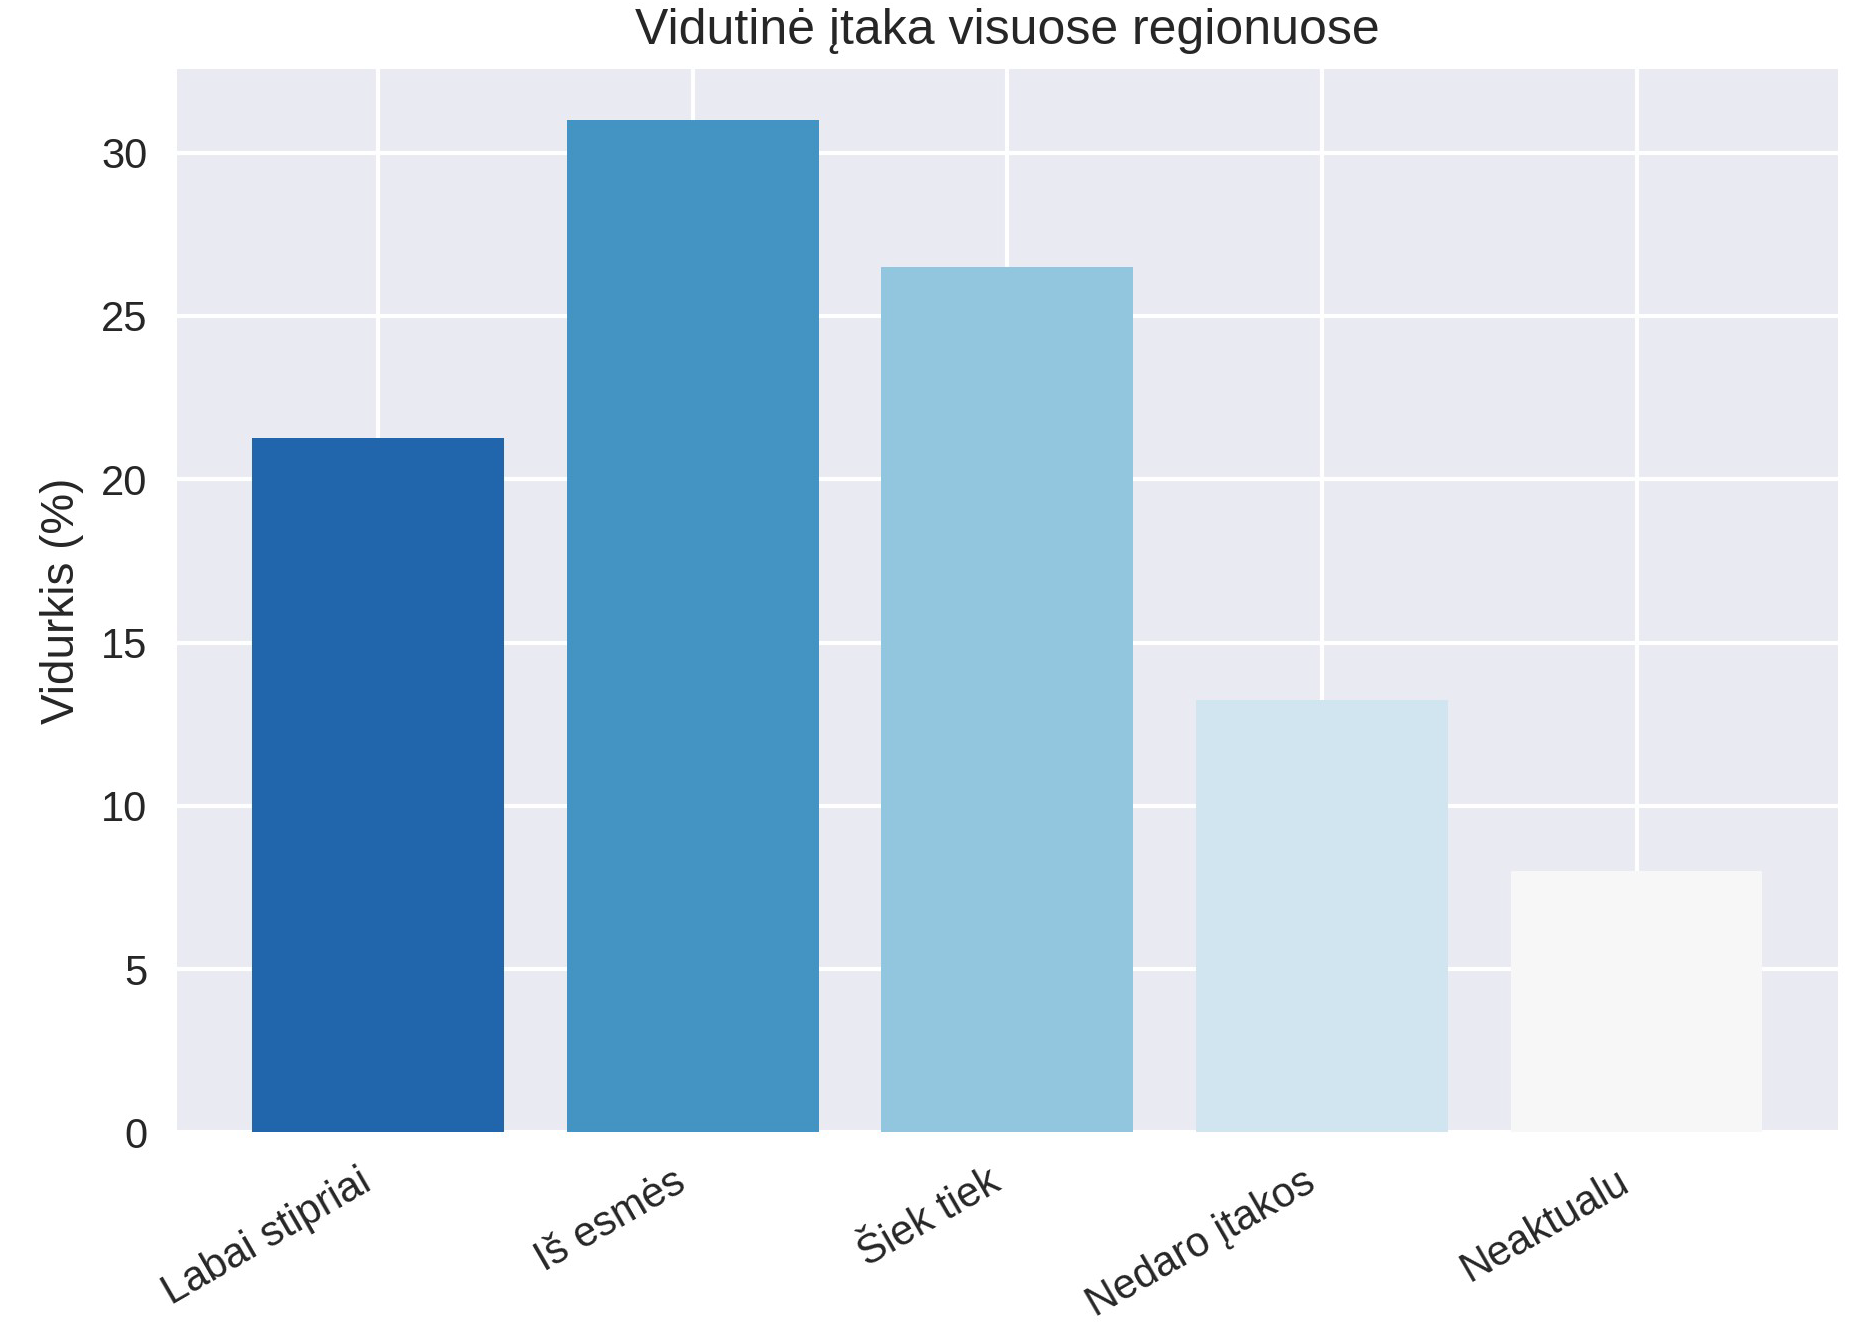 Vidutinė įtaka visuose regionuose
Vidurkis (%)
30
25
20
15
10
5
0
Labai stipriai
Iš esmės
Šiek tiek
Nedaro įtakos
Neaktualu